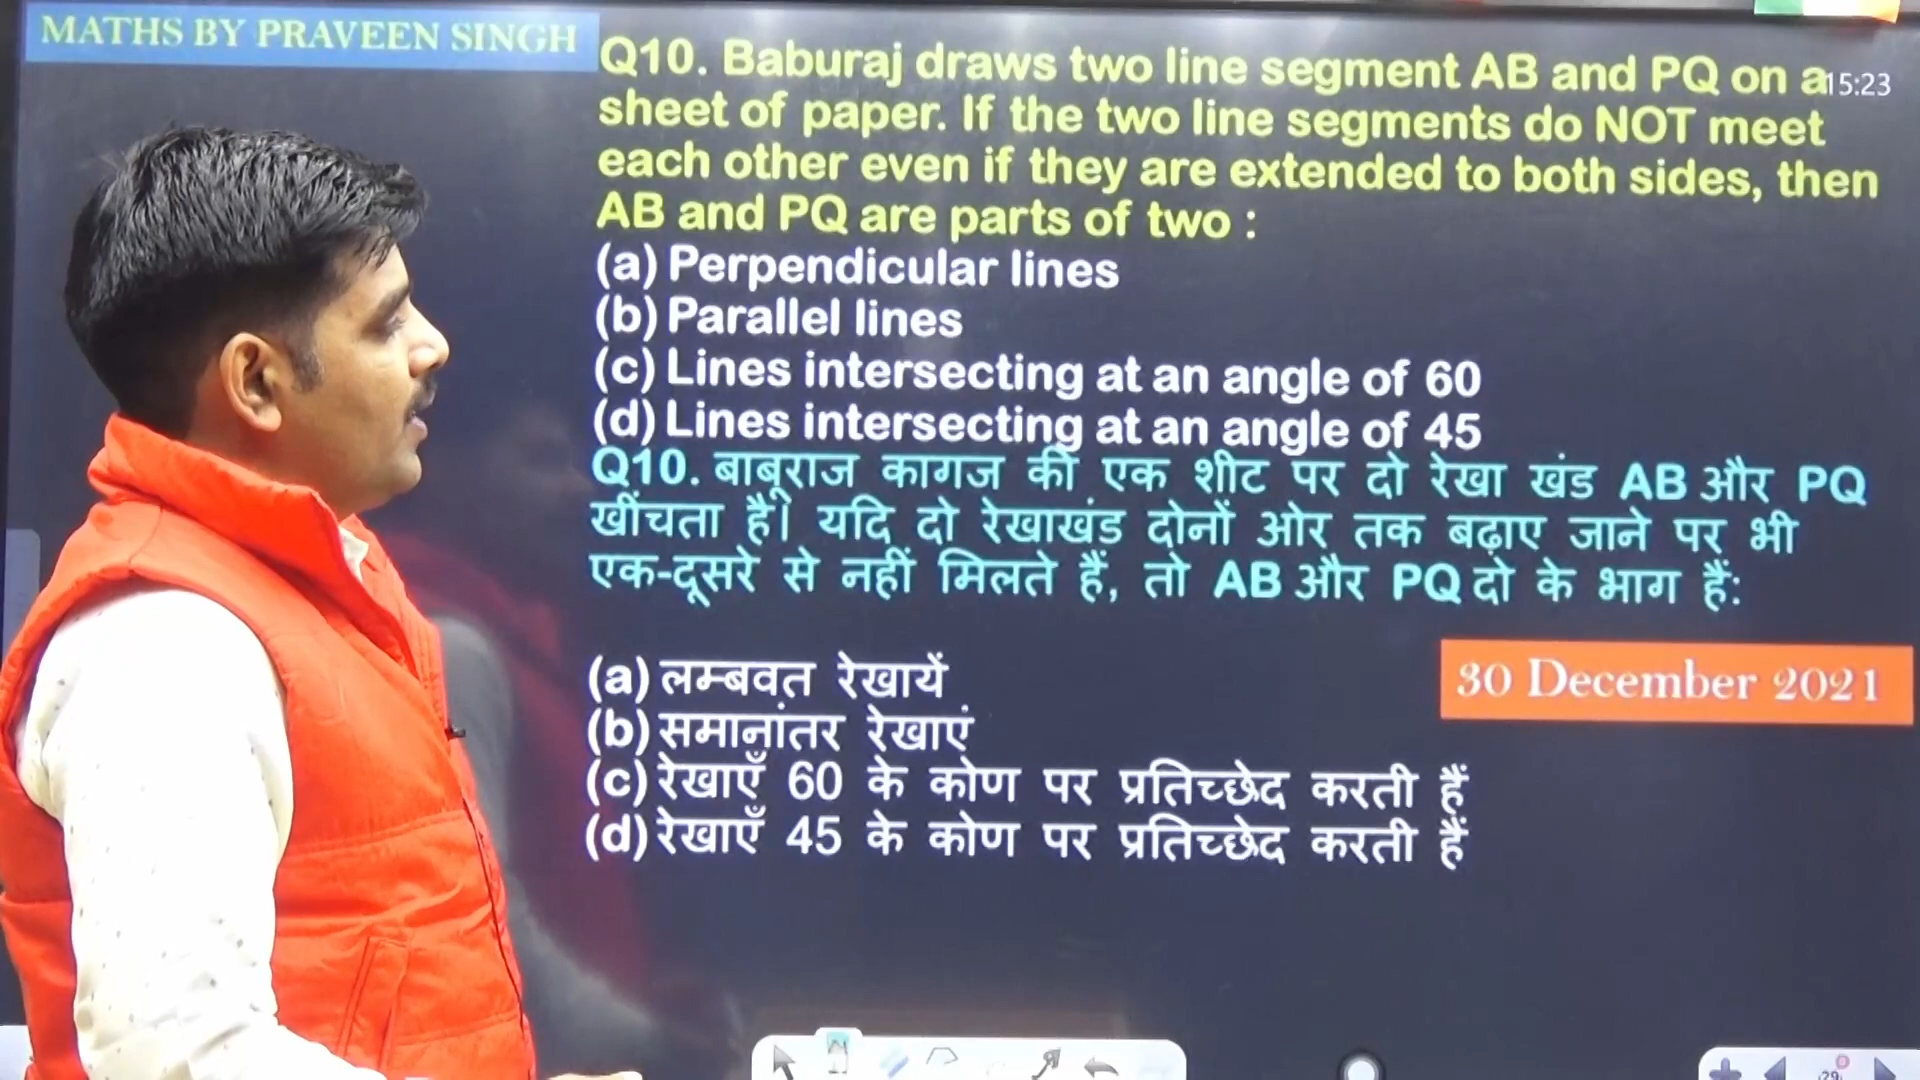 MATHS BY PRAVEEN SINGH
Q10. Baburaj draws two line segment AB and PQ on a
15:23
sheet of paper. If the two line segments do NOT meet
each other even if they are extended to both sides, then
AB and PQ are parts of two :
(a) Perpendicular lines
(b) Parallel lines
(c) Lines intersecting at an angle of 60
(d) Lines intersecting at an angle of 45
Q10. बाबूराज कागज की एक शीट पर दो रेखा खंड AB और PQ
खींचता है। यदि दो रेखाखंड दोनों ओर तक बढ़ाए जाने पर भी
एक-दूसरे से नहीं मिलते हैं, तो AB और PQ दो के भाग हैं:
(a) लम्बवत रेखायें
30 December 2021
(b) समानांतर रेखाएं
(c) रेखाएँ 60 के कोण पर प्रतिच्छेद करती हैं
(d) रेखाएँ 45 के कोण पर प्रतिच्छेद करती हैं
29